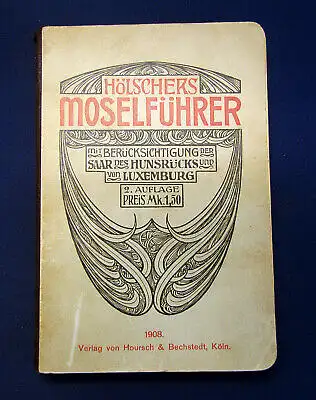 HÖLSCHERS
MOSELFÜHRER
MIT BERÜCKSICHTIGUNG DER
SAAR DES HUNSRÜCKS UND
VON LUXEMBURG
2. AUFLAGE
PREIS MK. 1,50
1908.
Verlag von Hoursch & Bechstedt, Köln.